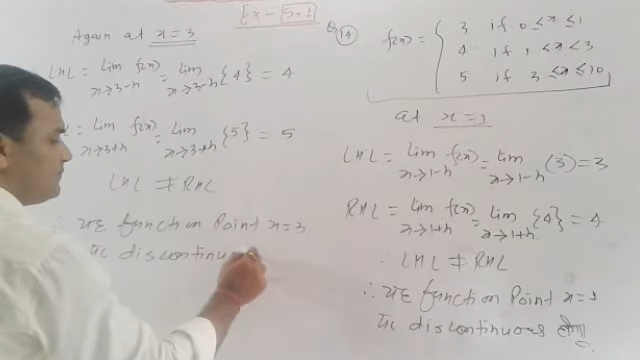 Ex - 5.1
Again at x=3
LHL = lim x→3-h f(x) = lim x→3-h {4} = 4
= lim x→3+h f(x) = lim x→3+h {5} = 5
LHL ≠ RHL
∴ यह function Point x=3
पर discontinu
14
f(x) = { 3 if 0 ≤ x ≤ 1
4 if 1 < x < 3
5 if 3 ≤ x ≤ 10
at x=1
LHL = lim x→1-h f(x) = lim x→1-h (3) = 3
RHL = lim x→1+h f(x) = lim x→1+h {4} = 4
LHL ≠ RHL
∴ यह function Point x=1
पर discontinuous होगा